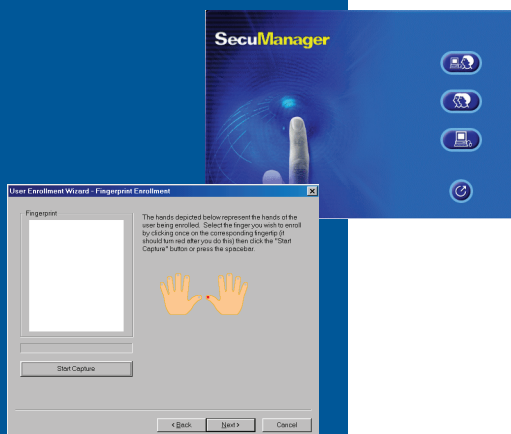 SecuManager
User Enrollment Wizard - Fingerprint Enrollment
Fingerprint
The hands depicted below represent the hands of the
user being enrolled. Select the finger you wish to enroll
by clicking once on the corresponding fingertip (it
should turn red after you do this) then click the "Start
Capture" button or press the spacebar.
Start Capture
< Back
Next >
Cancel